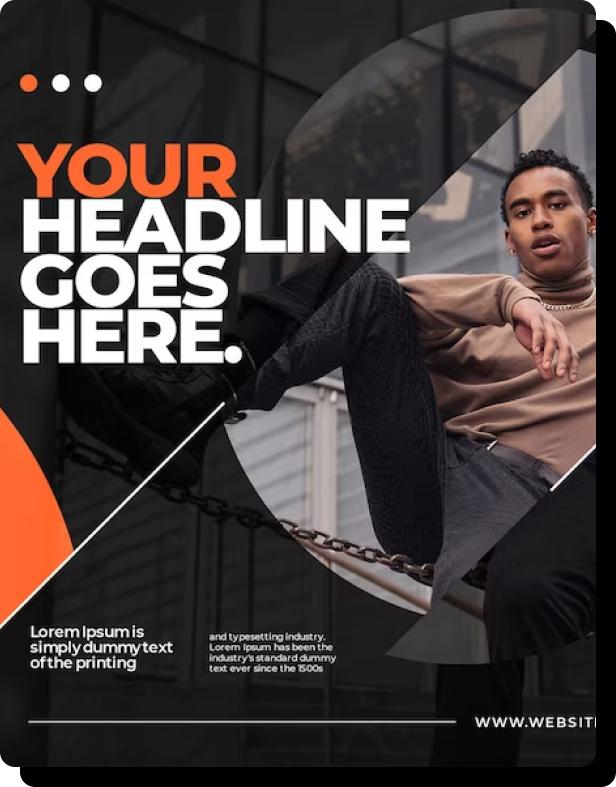 YOUR
HEADLINE
GOES
HERE.
Lorem Ipsum is
simply dummy text
of the printing
and typesetting industry.
Lorem Ipsum has been the
industry's standard dummy
text ever since the 1500s
WWW.WEBSIT